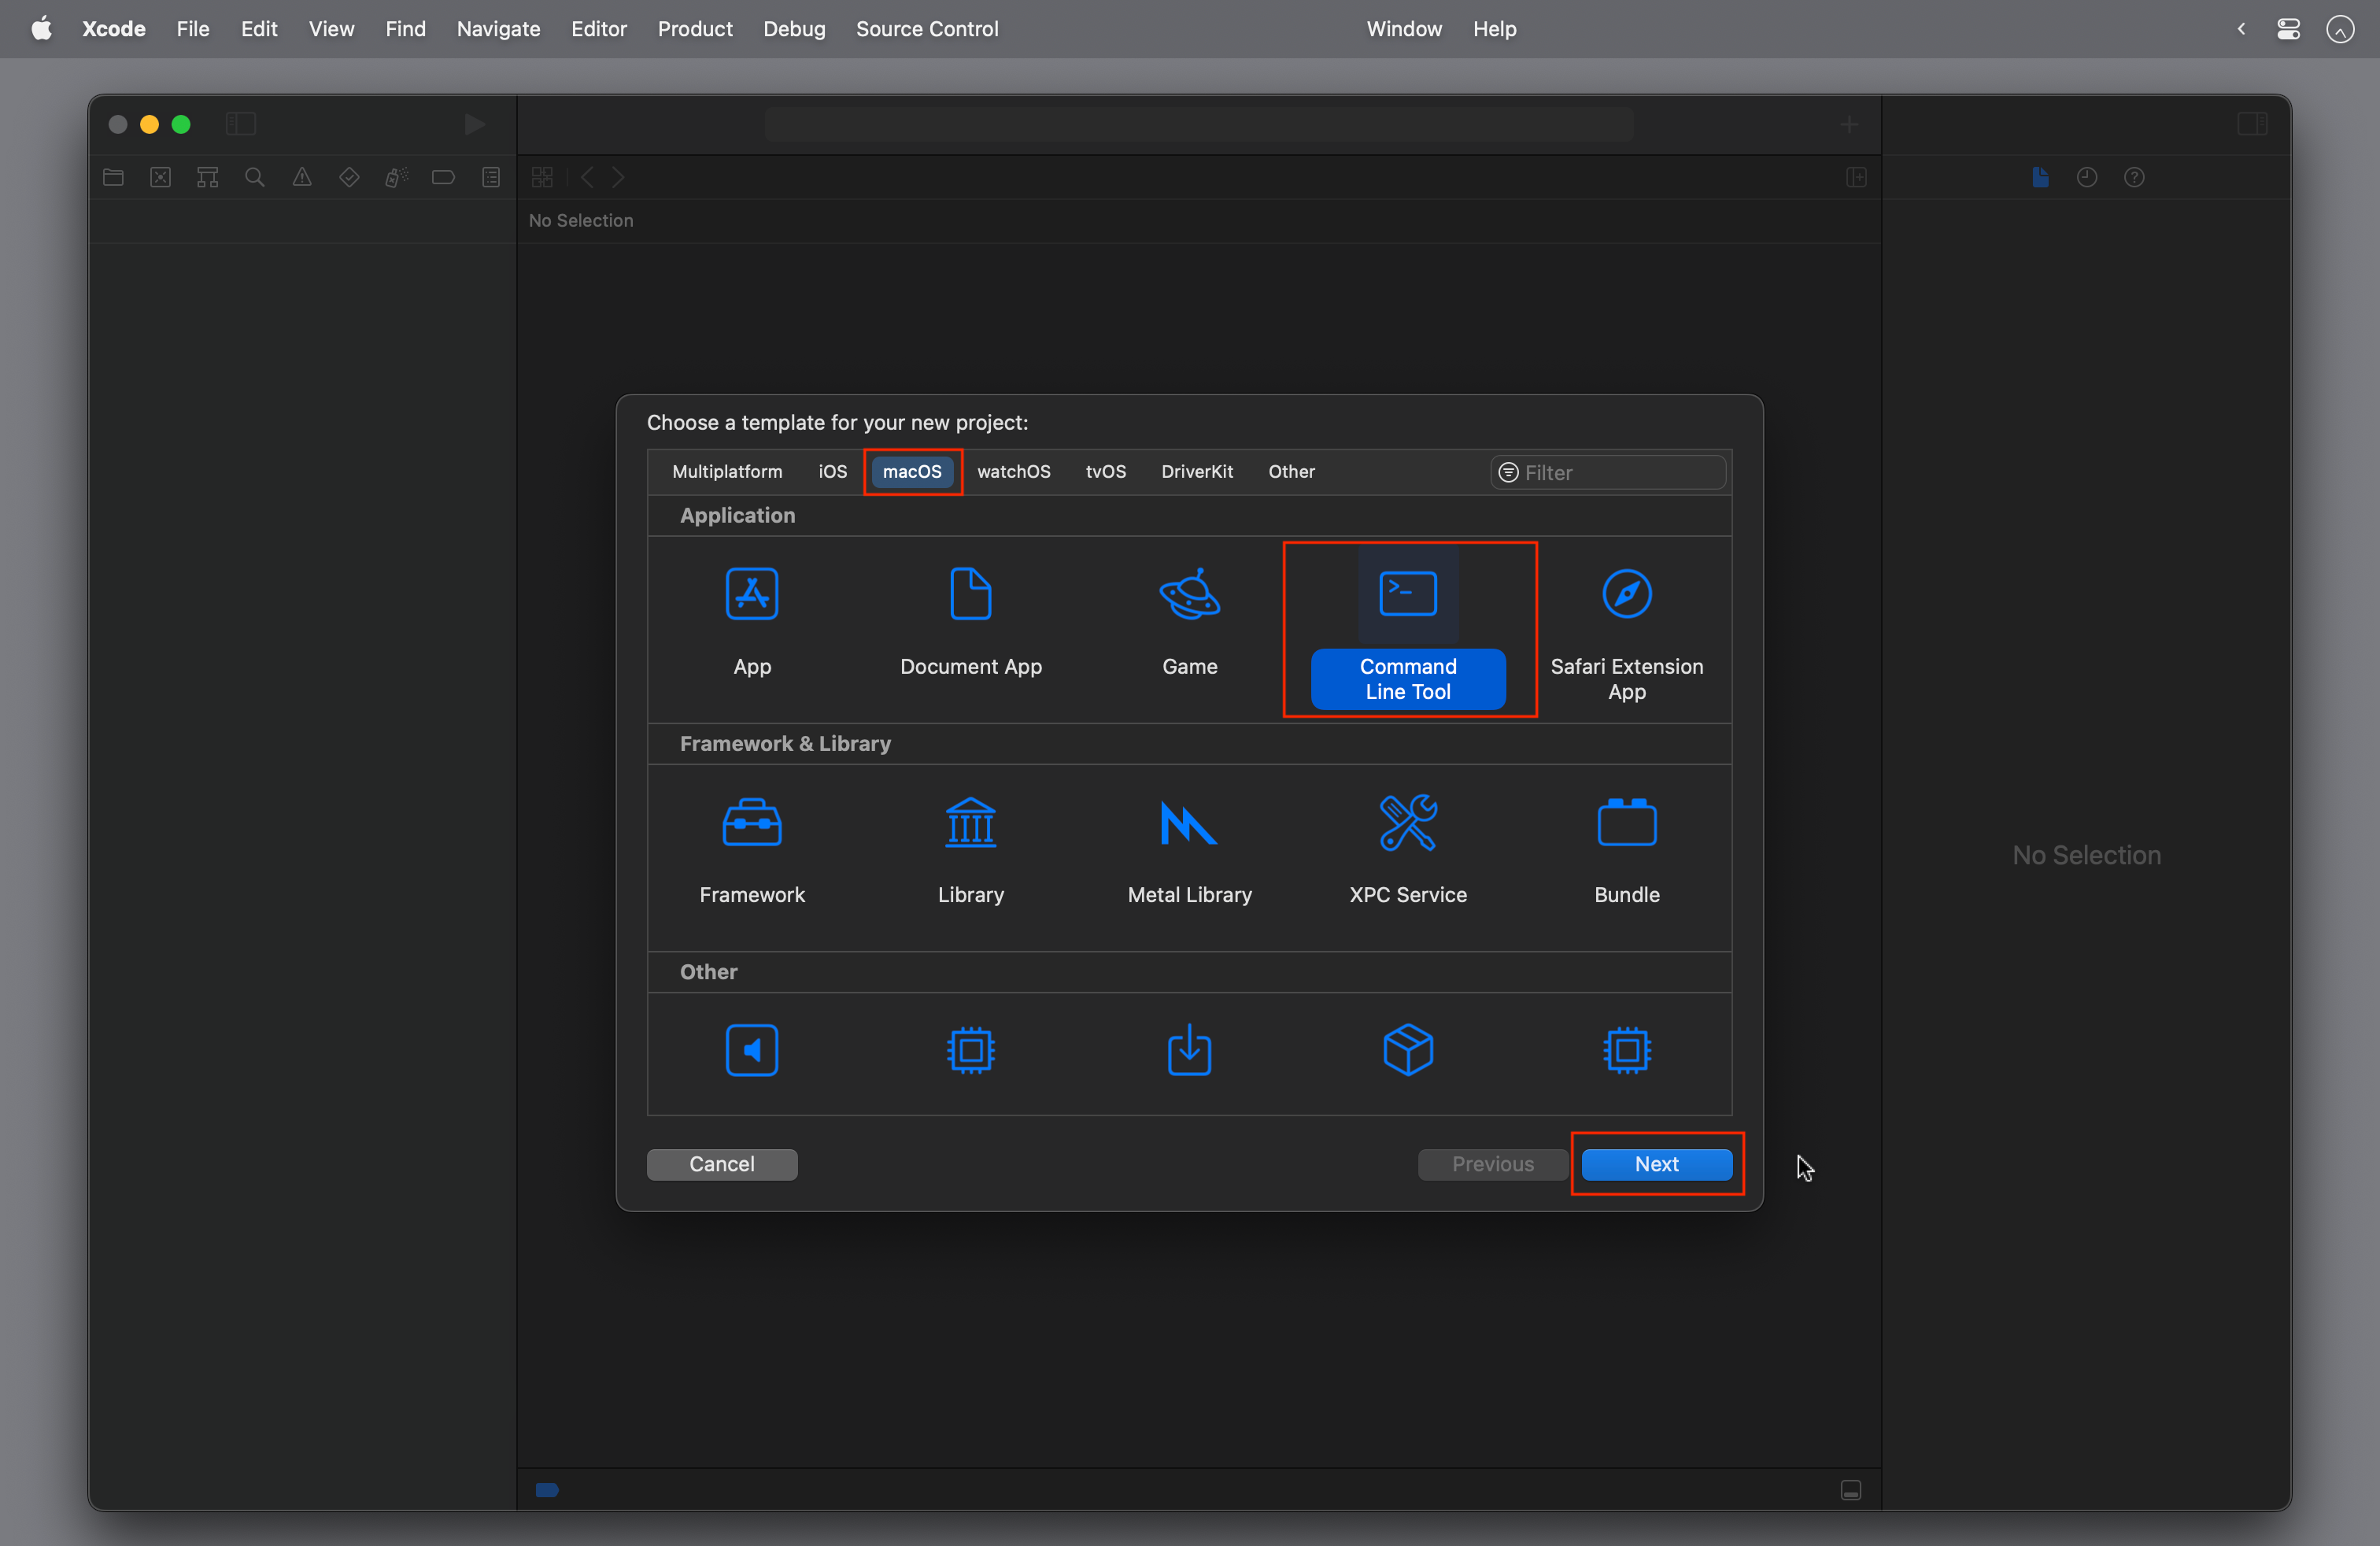 Xcode File Edit View Find Navigate Editor Product Debug Source Control Window Help
No Selection
Choose a template for your new project:
Multiplatform iOS macOS watchOS tvOS DriverKit Other Filter
Application
App
Document App
Game
Command
Line Tool
Safari Extension
App
Framework & Library
Framework
Library
Metal Library
XPC Service
Bundle
Other
Cancel
Previous
Next
No Selection